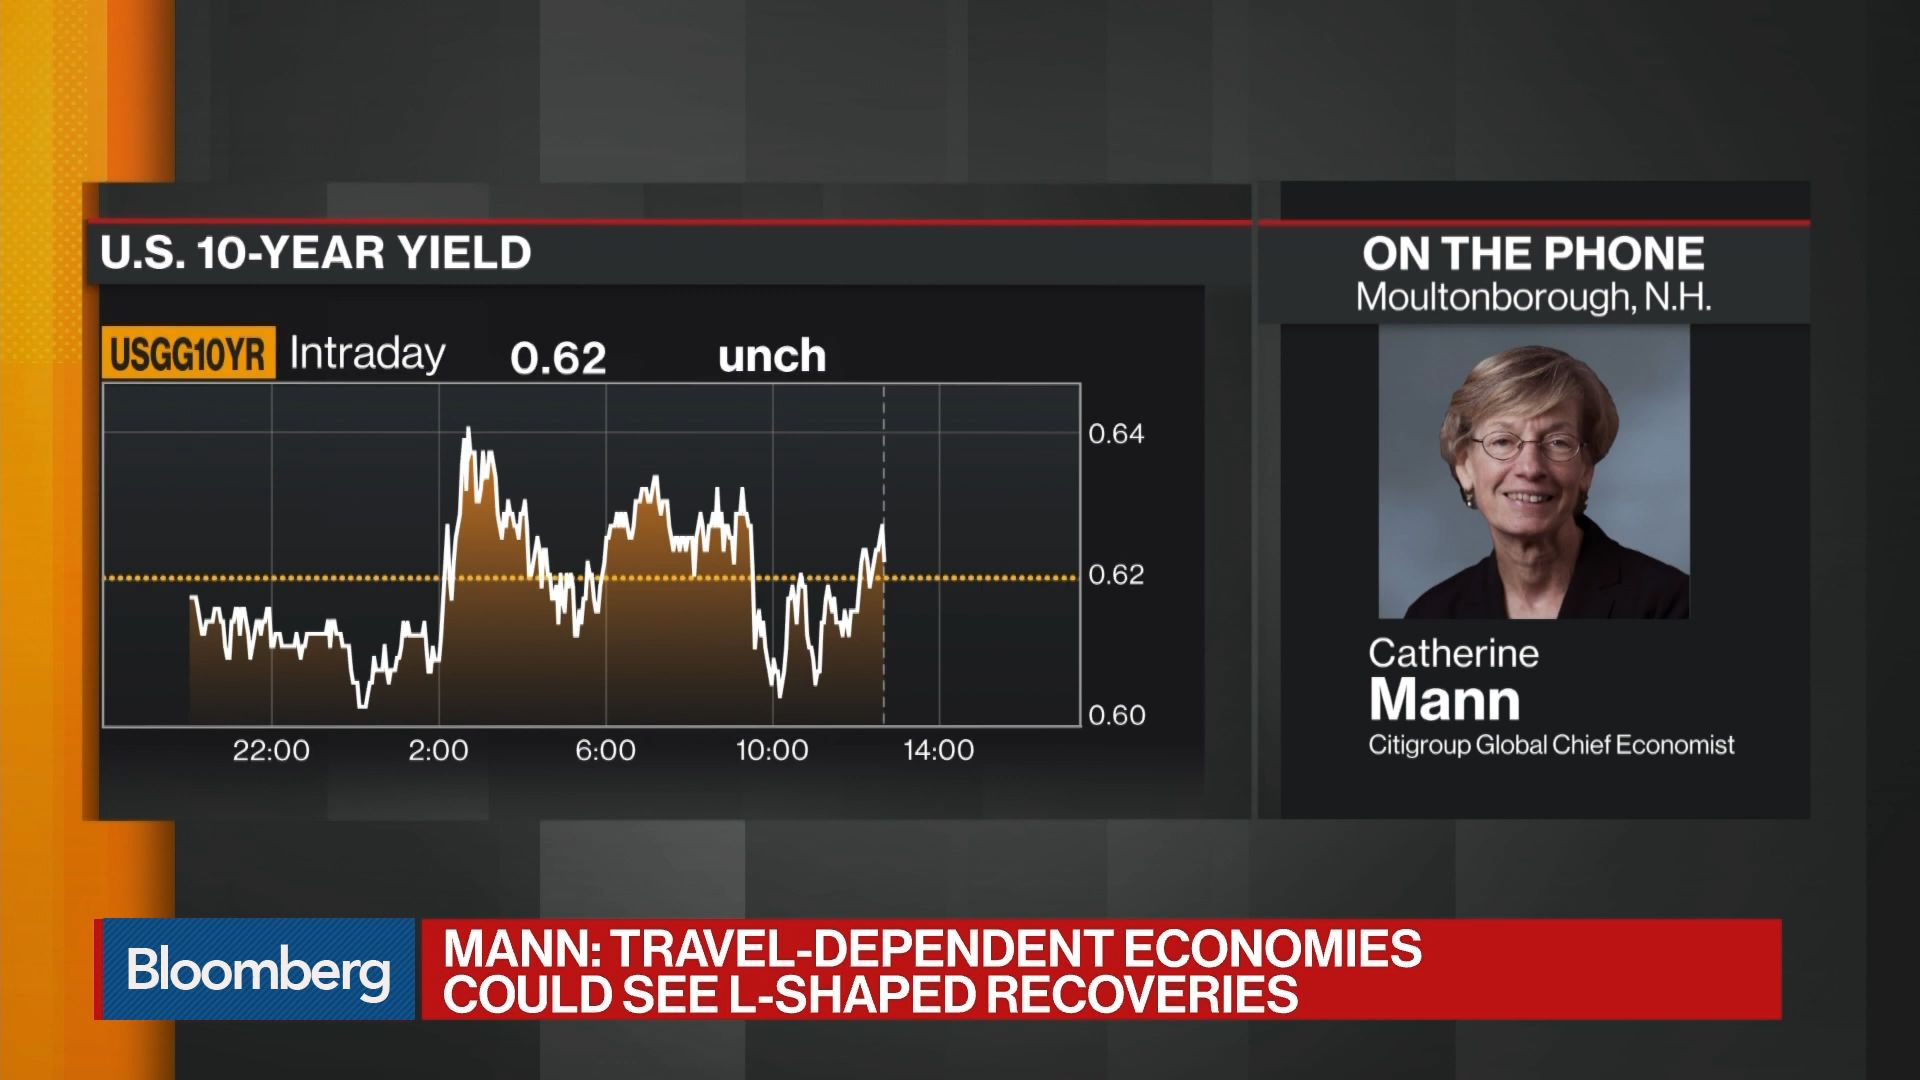 U.S. 10-YEAR YIELD
USGG10YR Intraday 0.62 unch
0.64
0.62
0.60
22:00 2:00 6:00 10:00 14:00
ON THE PHONE
Moultonborough, N.H.
Catherine
Mann
Citigroup Global Chief Economist
Bloomberg
MANN: TRAVEL-DEPENDENT ECONOMIES
COULD SEE L-SHAPED RECOVERIES